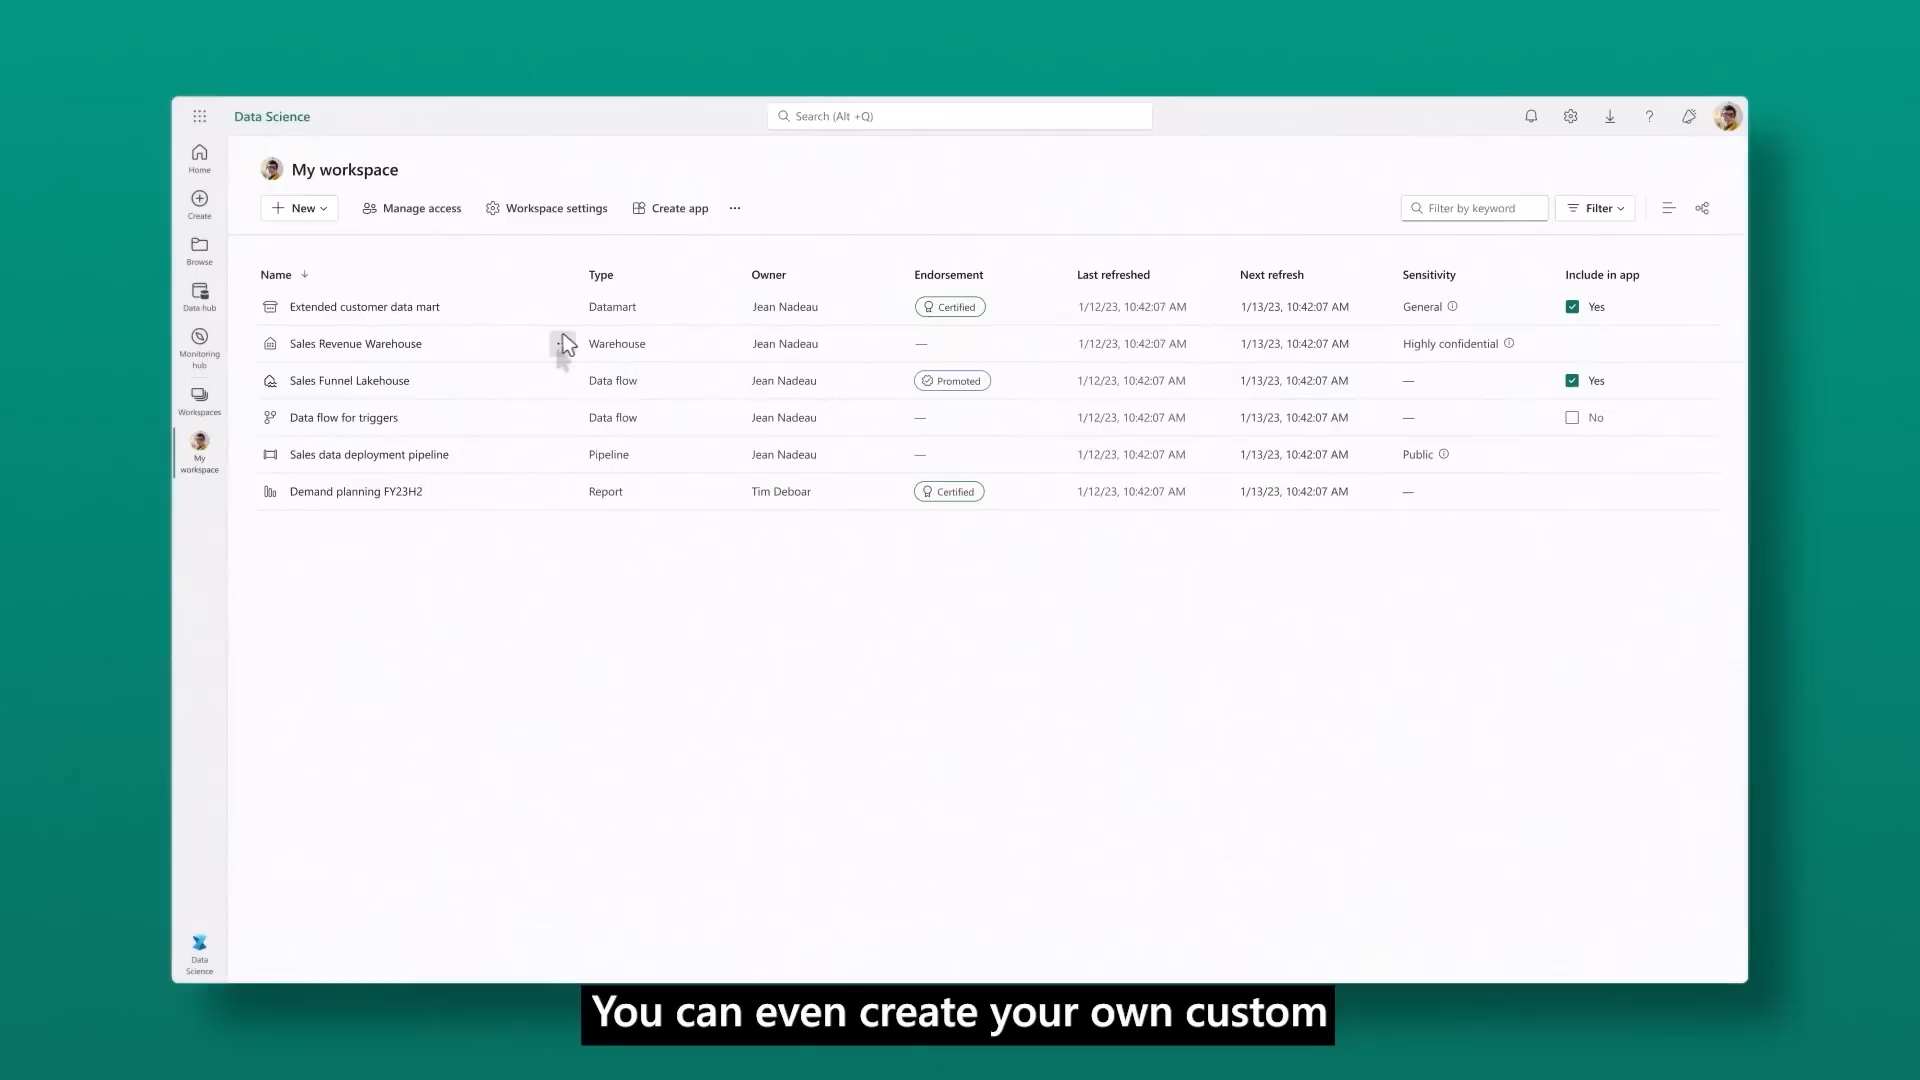 Data Science
Search (Alt +Q)
Home
Create
Browse
Data hub
Monitoring
hub
Workspaces
My
workspace
Data
Science
My workspace
New
Manage access
Workspace settings
Create app
Filter by keyword
Filter
Name Type Owner Endorsement Last refreshed Next refresh Sensitivity Include in app
Extended customer data mart Datamart Jean Nadeau Certified 1/12/23, 10:42:07 AM 1/13/23, 10:42:07 AM General Yes
Sales Revenue Warehouse Warehouse Jean Nadeau — 1/12/23, 10:42:07 AM 1/13/23, 10:42:07 AM Highly confidential
Sales Funnel Lakehouse Data flow Jean Nadeau Promoted 1/12/23, 10:42:07 AM 1/13/23, 10:42:07 AM — Yes
Data flow for triggers Data flow Jean Nadeau — 1/12/23, 10:42:07 AM 1/13/23, 10:42:07 AM — No
Sales data deployment pipeline Pipeline Jean Nadeau — 1/12/23, 10:42:07 AM 1/13/23, 10:42:07 AM Public
Demand planning FY23H2 Report Tim Deboar Certified 1/12/23, 10:42:07 AM 1/13/23, 10:42:07 AM —
You can even create your own custom